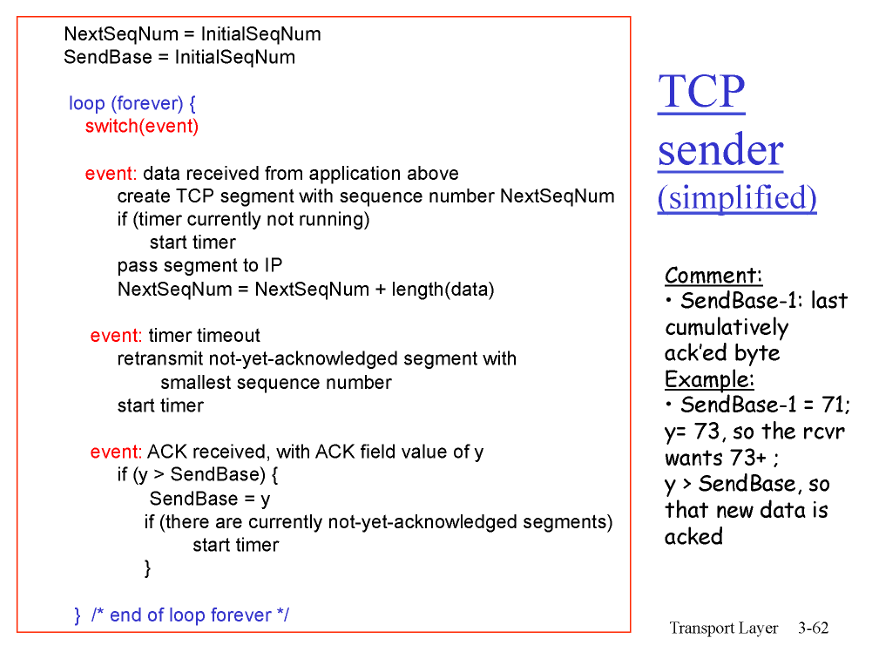 NextSeqNum = InitialSeqNum
SendBase = InitialSeqNum
loop (forever) {
switch(event)
event: data received from application above
create TCP segment with sequence number NextSeqNum
if (timer currently not running)
start timer
pass segment to IP
NextSeqNum = NextSeqNum + length(data)
event: timer timeout
retransmit not-yet-acknowledged segment with
smallest sequence number
start timer
event: ACK received, with ACK field value of y
if (y > SendBase) {
SendBase = y
if (there are currently not-yet-acknowledged segments)
start timer
}
} /* end of loop forever */
TCP
sender
(simplified)
Comment:
• SendBase-1: last
cumulatively
ack'ed byte
Example:
• SendBase-1 = 71;
y= 73, so the rcvr
wants 73+ ;
y > SendBase, so
that new data is
acked
Transport Layer 3-62